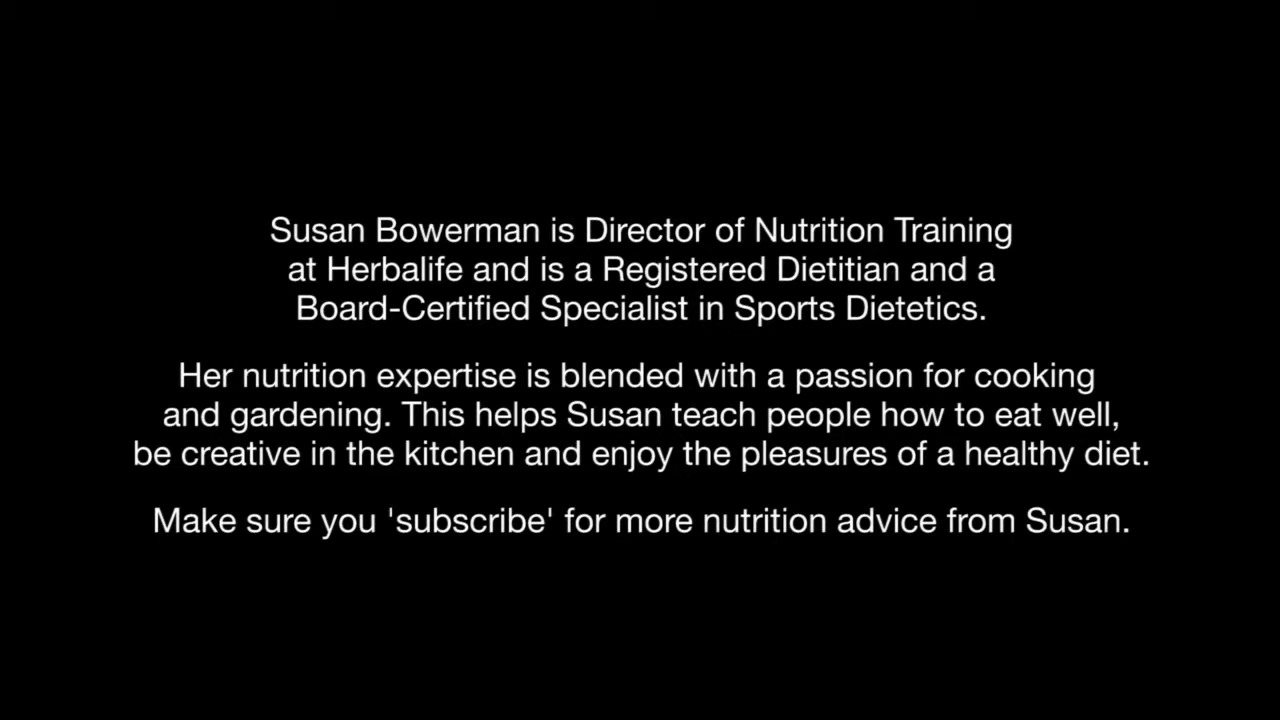 Susan Bowerman is Director of Nutrition Training
at Herbalife and is a Registered Dietitian and a
Board-Certified Specialist in Sports Dietetics.
Her nutrition expertise is blended with a passion for cooking
and gardening. This helps Susan teach people how to eat well,
be creative in the kitchen and enjoy the pleasures of a healthy diet.
Make sure you 'subscribe' for more nutrition advice from Susan.